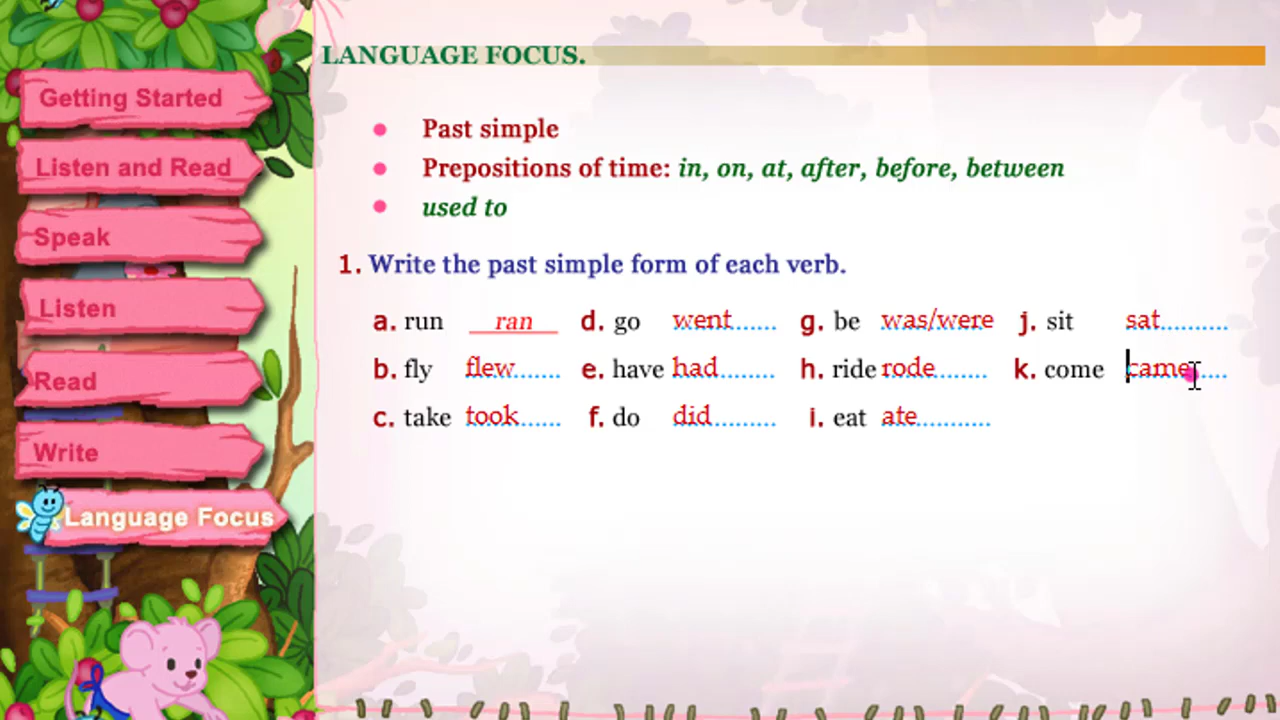 Getting Started
Listen and Read
Speak
Listen
Read
Write
Language Focus
LANGUAGE FOCUS.
Past simple
Prepositions of time: in, on, at, after, before, between
used to
1. Write the past simple form of each verb.
a. run ran d. go went g. be was/were j. sit sat
b. fly flew e. have had h. ride rode k. come came
c. take took f. do did i. eat ate